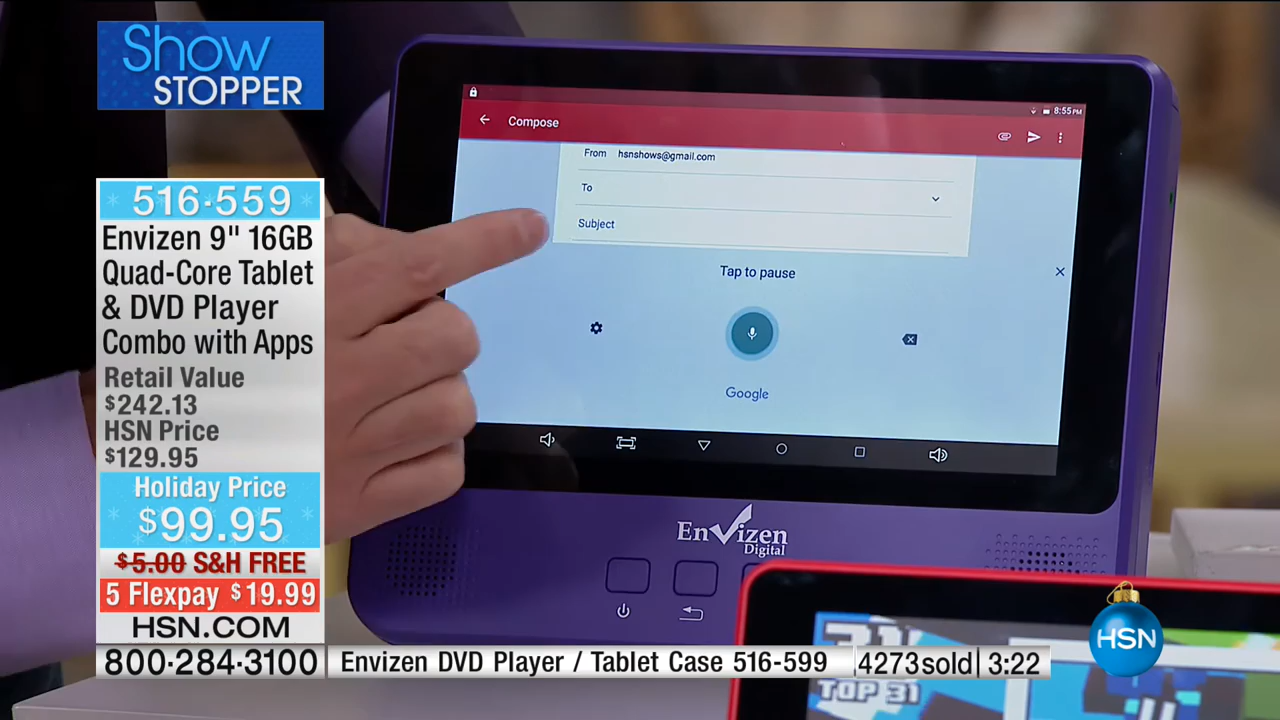 Show
STOPPER
516-559
Envizen 9" 16GB
Quad-Core Tablet
& DVD Player
Combo with Apps
Retail Value
$242.13
HSN Price
$129.95
Holiday Price
$99.95
$5.00 S&H FREE
5 Flexpay $19.99
HSN.COM
800-284-3100
Envizen DVD Player / Tablet Case 516-599
4273 sold
3:22
8:55PM
Compose
From hsnshows@gmail.com
To
Subject
Tap to pause
Google
EnVizen
Digital
TOP 31
HSN